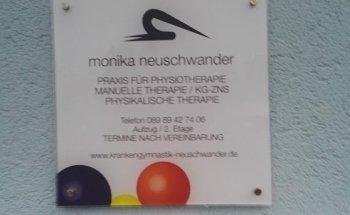 monika neuschwander
PRAXIS FÜR PHYSIOTHERAPIE
MANUELLE THERAPIE / KG-ZNS
PHYSIKALISCHE THERAPIE
Telefon 089 89 42 74 06
Aufzug / 2. Etage
TERMINE NACH VEREINBARUNG
www.krankengymnastik-neuschwander.de